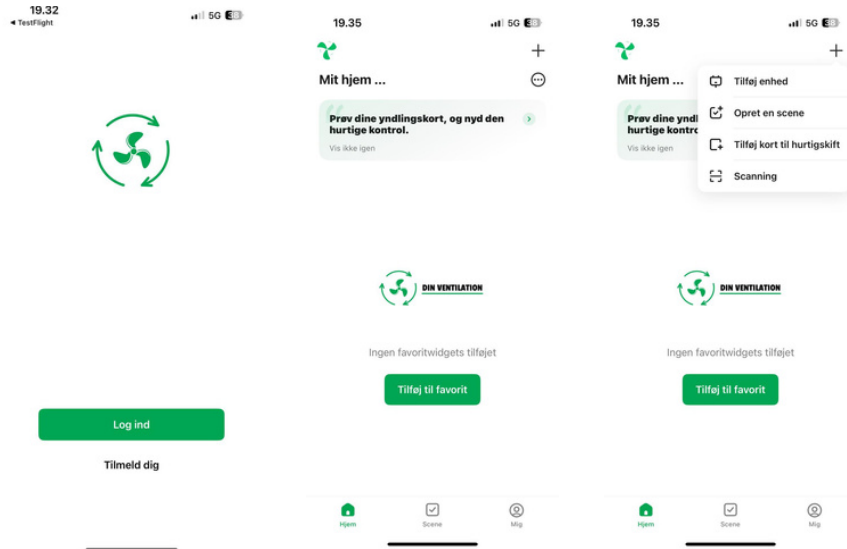 19.32
5G 38
◀ TestFlight
Log ind
Tilmeld dig
19.35
5G 38
Mit hjem ...
Prøv dine yndlingskort, og nyd den
hurtige kontrol.
Vis ikke igen
DIN VENTILATION
Ingen favoritwidgets tilføjet
Tilføj til favorit
Hjem
Scene
Mig
19.35
5G 38
Mit hjem ...
Prøv dine yndl
hurtige kontro
Vis ikke igen
Tilføj enhed
Opret en scene
Tilføj kort til hurtigskift
Scanning
DIN VENTILATION
Ingen favoritwidgets tilføjet
Tilføj til favorit
Hjem
Scene
Mig